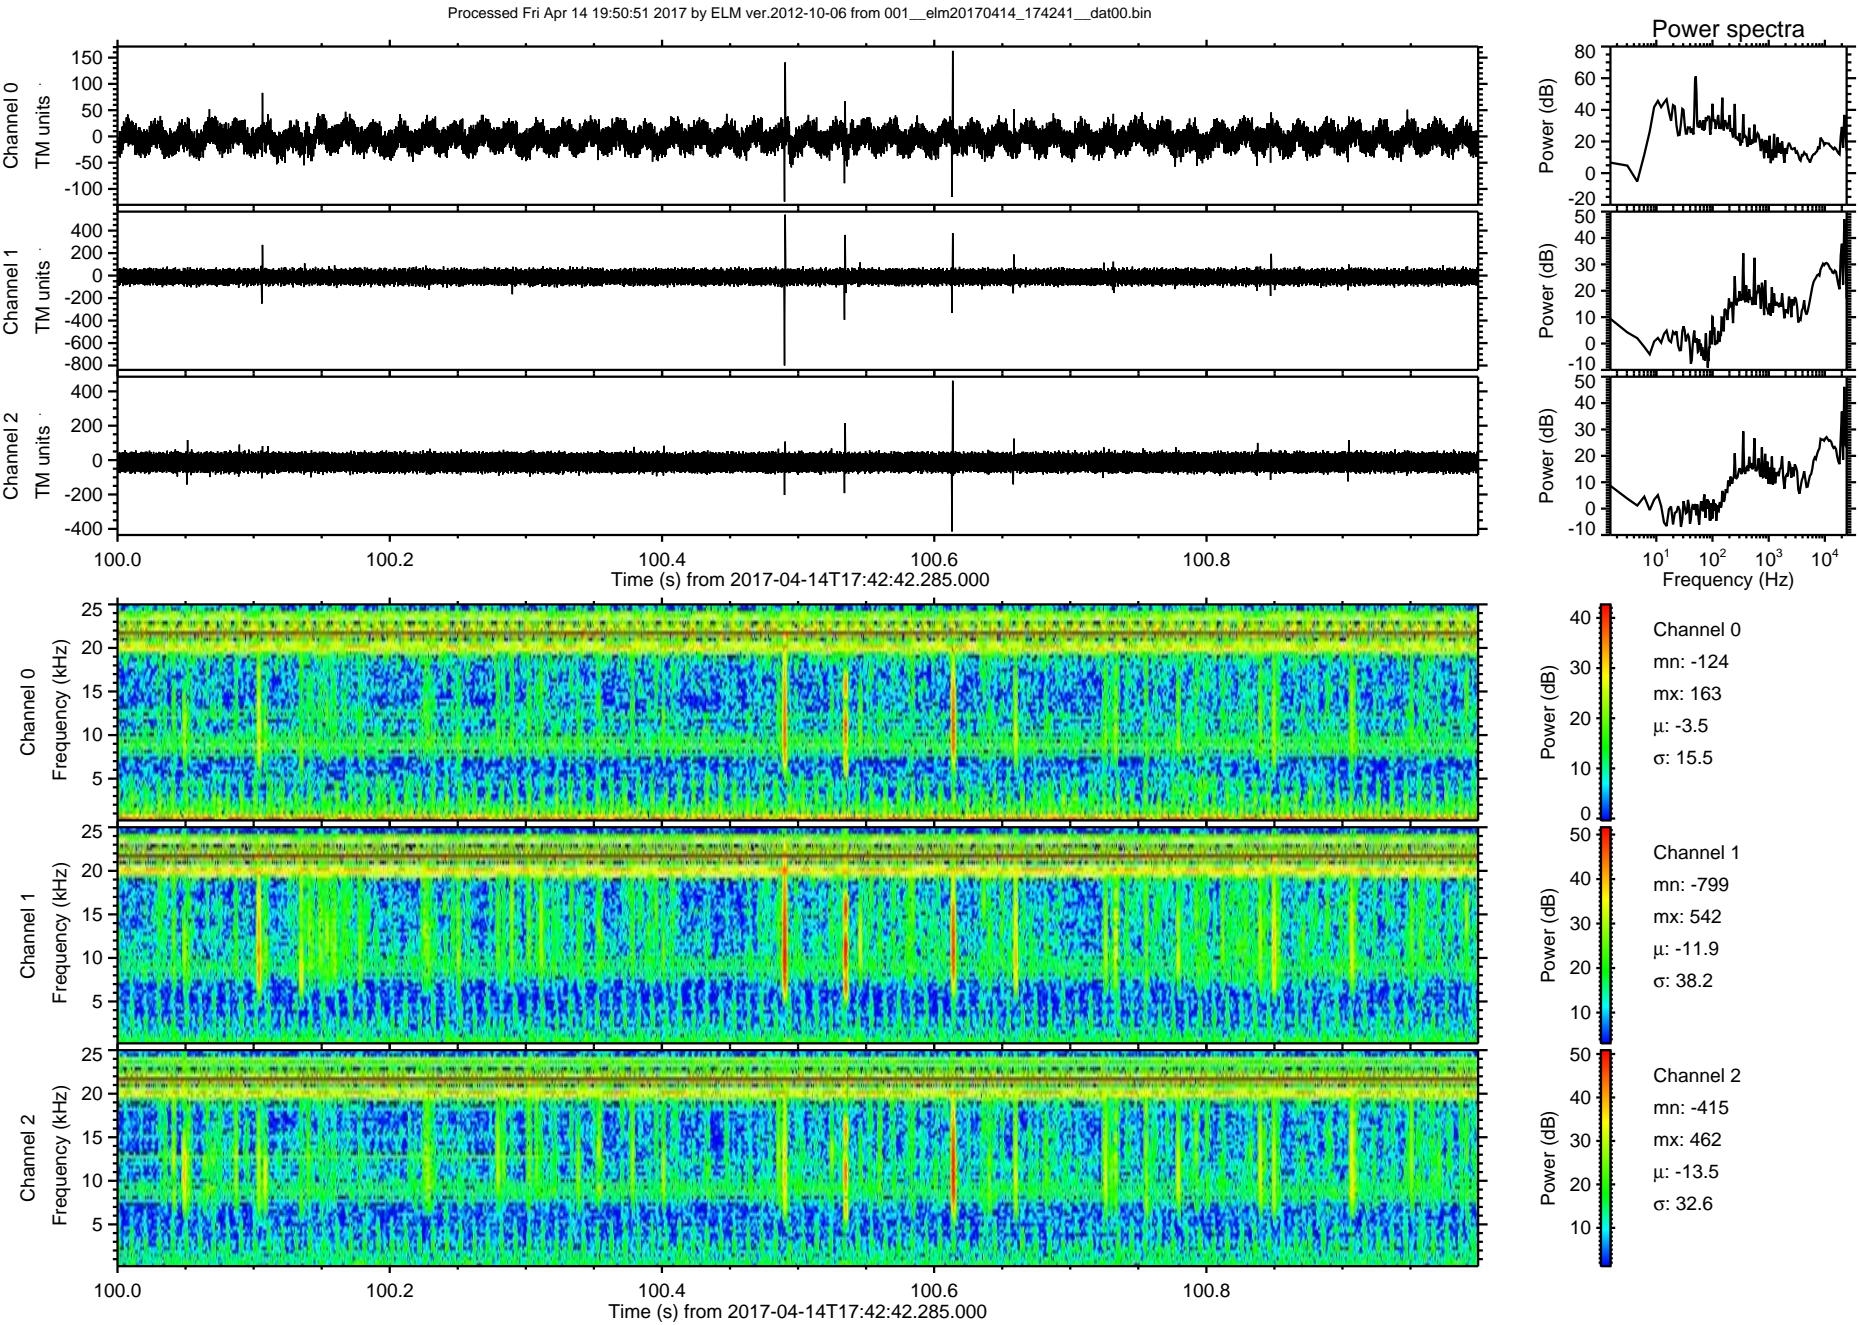 Processed Fri Apr 14 19:50:51 2017 by ELM ver.2012-10-06 from 001__elm20170414_174241__dat00.bin
Power spectra
Channel 0
TM units
150
100
50
0
-50
-100
Power (dB)
80
60
40
20
0
-20
Channel 1
TM units
400
200
0
-200
-400
-600
-800
Power (dB)
50
40
30
20
10
0
-10
Channel 2
TM units
400
200
0
-200
-400
Power (dB)
50
40
30
20
10
0
-10
100.0 100.2 100.4 100.6 100.8
Time (s) from 2017-04-14T17:42:42.285.000
10¹ 10² 10³ 10⁴
Frequency (Hz)
Channel 0
Frequency (kHz)
25
20
15
10
5
Power (dB)
40
30
20
10
0
Channel 0
mn: -124
mx: 163
μ: -3.5
σ: 15.5
Channel 1
Frequency (kHz)
25
20
15
10
5
Power (dB)
50
40
30
20
10
Channel 1
mn: -799
mx: 542
μ: -11.9
σ: 38.2
Channel 2
Frequency (kHz)
25
20
15
10
5
Power (dB)
50
40
30
20
10
Channel 2
mn: -415
mx: 462
μ: -13.5
σ: 32.6
100.0 100.2 100.4 100.6 100.8
Time (s) from 2017-04-14T17:42:42.285.000